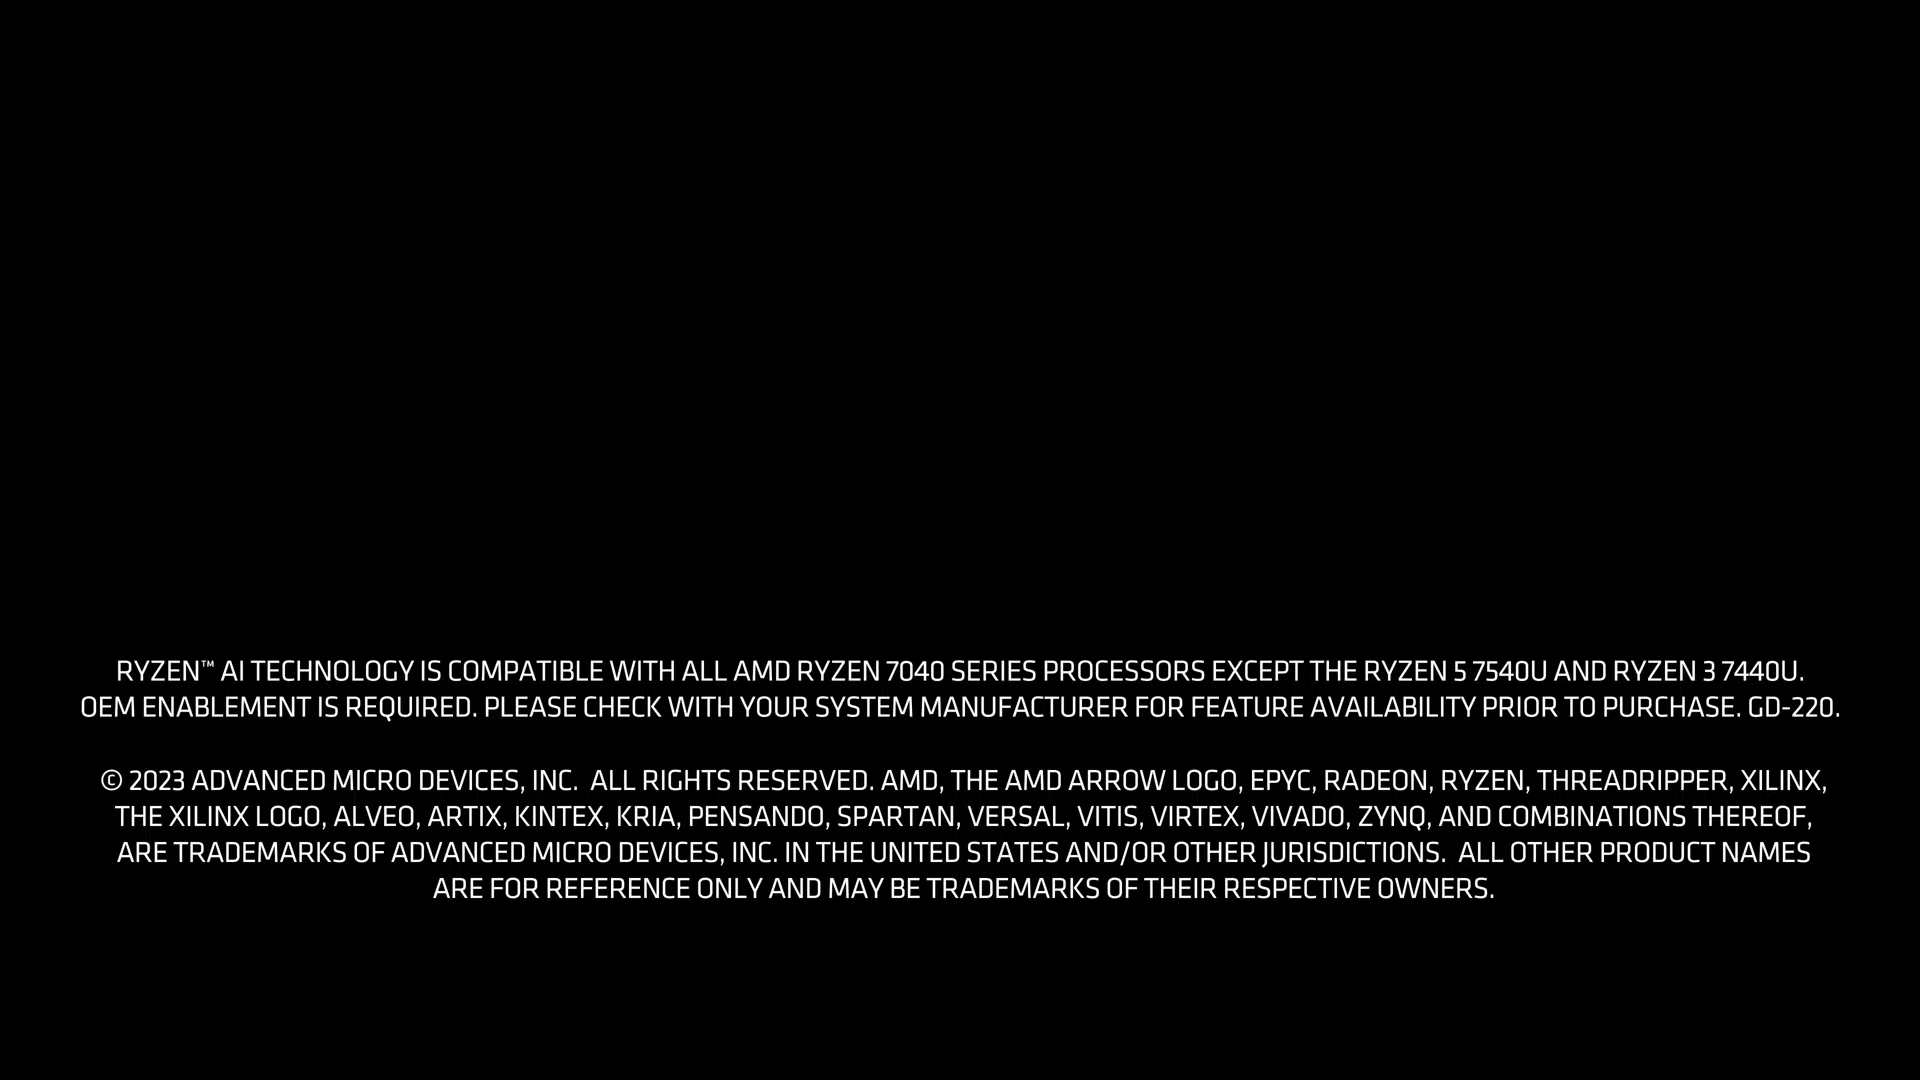 RYZEN™ AI TECHNOLOGY IS COMPATIBLE WITH ALL AMD RYZEN 7040 SERIES PROCESSORS EXCEPT THE RYZEN 5 7540U AND RYZEN 3 7440U.
OEM ENABLEMENT IS REQUIRED. PLEASE CHECK WITH YOUR SYSTEM MANUFACTURER FOR FEATURE AVAILABILITY PRIOR TO PURCHASE. GD-220.
© 2023 ADVANCED MICRO DEVICES, INC.  ALL RIGHTS RESERVED. AMD, THE AMD ARROW LOGO, EPYC, RADEON, RYZEN, THREADRIPPER, XILINX,
THE XILINX LOGO, ALVEO, ARTIX, KINTEX, KRIA, PENSANDO, SPARTAN, VERSAL, VITIS, VIRTEX, VIVADO, ZYNQ, AND COMBINATIONS THEREOF,
ARE TRADEMARKS OF ADVANCED MICRO DEVICES, INC. IN THE UNITED STATES AND/OR OTHER JURISDICTIONS.  ALL OTHER PRODUCT NAMES
ARE FOR REFERENCE ONLY AND MAY BE TRADEMARKS OF THEIR RESPECTIVE OWNERS.